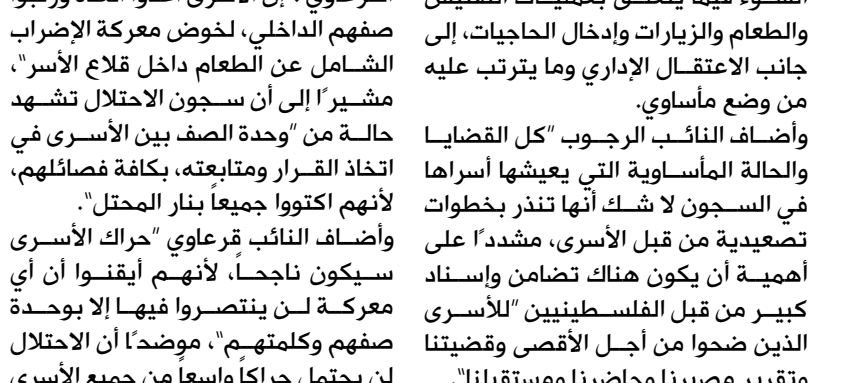 والطعام والزيارات وإدخال الحاجيات، إلى
جانب الاعتقال الإداري وما يترتب عليه
من وضع مأساوي.
وأضاف النائب الرجوب "كل القضايا
والحالة المأساوية التي يعيشها أسراها
في السجون لا شك أنها تنذر بخطوات
تصعيدية من قبل الأسرى، مشددًا على
أهمية أن يكون هناك تضامن وإسناد
كبير من قبل الفلسطينيين "للأسرى
الذين ضحوا من أجل الأقصى وقضيتنا
وتقرير مصيرنا وحاضرنا ومستقبلنا".
صفهم الداخلي، لخوض معركة الإضراب
الشامل عن الطعام داخل قلاع الأسر"،
مشيرًا إلى أن سجون الاحتلال تشهد
حالة من "وحدة الصف بين الأسرى في
اتخاذ القرار ومتابعته، بكافة فصائلهم،
لأنهم اكتووا جميعاً بنار المحتل".
وأضاف النائب قرعاوي "حراك الأسرى
سيكون ناجحاً، لأنهم أيقنوا أن أي
معركة لن ينتصروا فيها إلا بوحدة
صفهم وكلمتهم"، موضحًا أن الاحتلال
لن يحتمل حراكاً واسعاً من جميع الأسرى